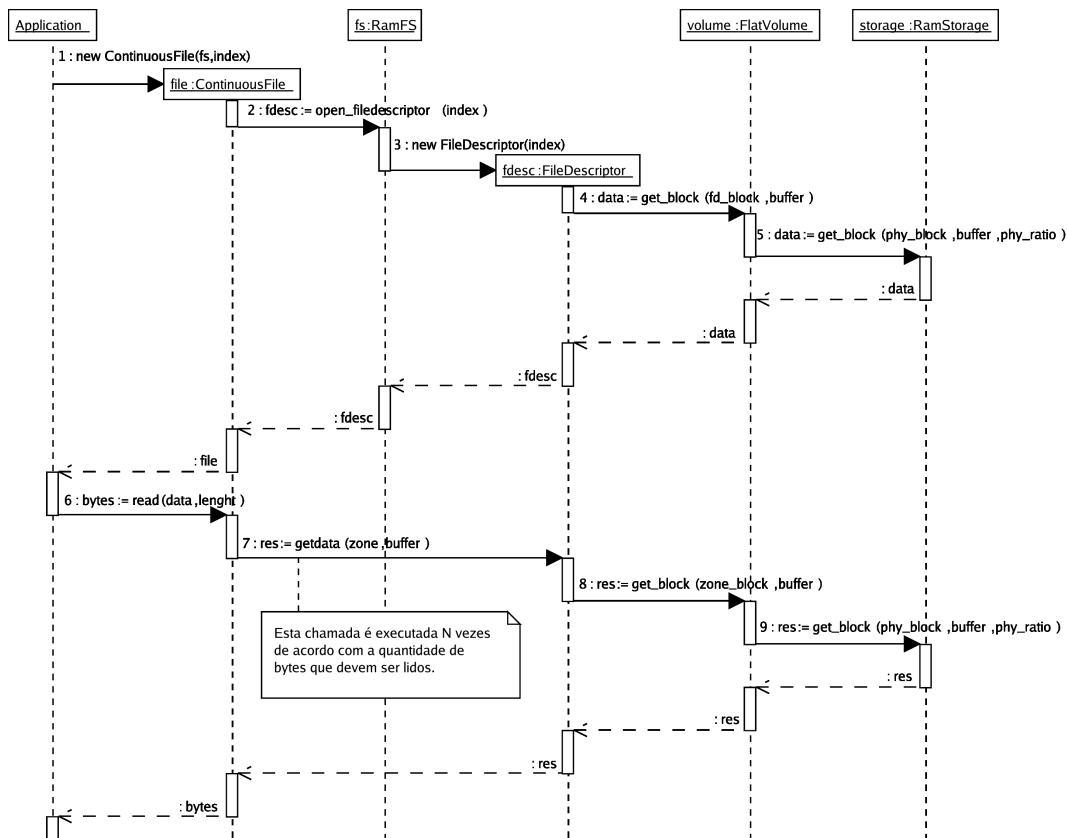 Application
fs:RamFS
volume :FlatVolume
storage :RamStorage
1 : new ContinuousFile(fs,index)
file :ContinuousFile
2 : fdesc := open_filedescriptor (index )
3 : new FileDescriptor(index)
fdesc :FileDescriptor
4 : data := get_block (fd_block ,buffer )
5 : data := get_block (phy_block ,buffer ,phy_ratio )
: data
: data
: fdesc
: fdesc
: file
6 : bytes := read (data ,lenght )
7 : res := getdata (zone ,buffer )
8 : res := get_block (zone_block ,buffer )
9 : res := get_block (phy_block ,buffer ,phy_ratio )
Esta chamada é executada N vezes
de acordo com a quantidade de
bytes que devem ser lidos.
: res
: res
: res
: bytes